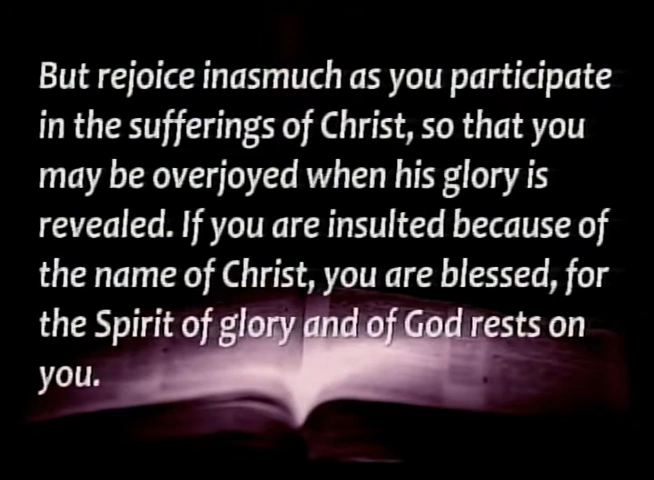 But rejoice inasmuch as you participate
in the sufferings of Christ, so that you
may be overjoyed when his glory is
revealed. If you are insulted because of
the name of Christ, you are blessed, for
the Spirit of glory and of God rests on
you.